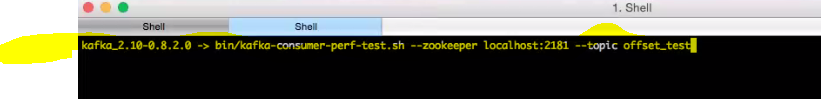 1. Shell
Shell Shell
kafka_2.10-0.8.2.0 -> bin/kafka-consumer-perf-test.sh --zookeeper localhost:2181 --topic offset_test